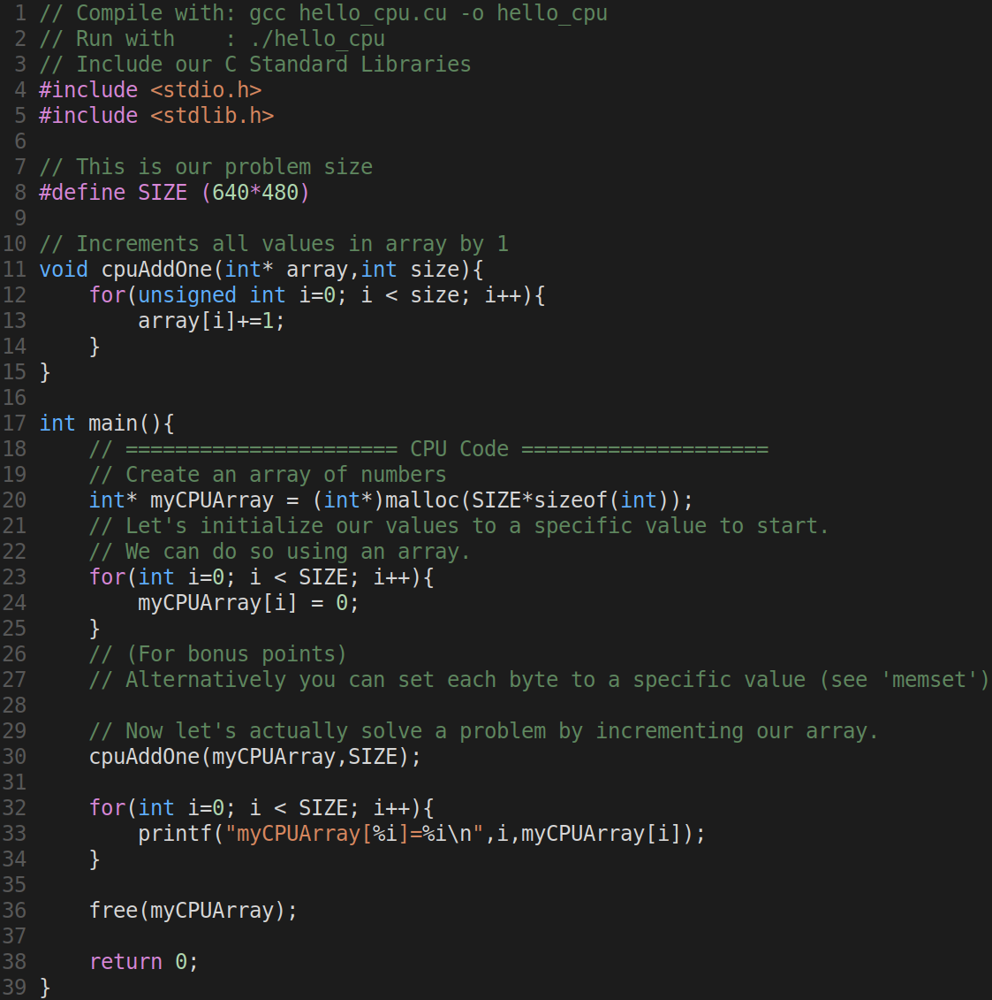 1 // Compile with: gcc hello_cpu.cu -o hello_cpu
2 // Run with    : ./hello_cpu
3 // Include our C Standard Libraries
4 #include <stdio.h>
5 #include <stdlib.h>
6
7 // This is our problem size
8 #define SIZE (640*480)
9
10 // Increments all values in array by 1
11 void cpuAddOne(int* array,int size){
12     for(unsigned int i=0; i < size; i++){
13         array[i]+=1;
14     }
15 }
16
17 int main(){
18     // ====================== CPU Code ====================
19     // Create an array of numbers
20     int* myCPUArray = (int*)malloc(SIZE*sizeof(int));
21     // Let's initialize our values to a specific value to start.
22     // We can do so using an array.
23     for(int i=0; i < SIZE; i++){
24         myCPUArray[i] = 0;
25     }
26     // (For bonus points)
27     // Alternatively you can set each byte to a specific value (see 'memset')
28
29     // Now let's actually solve a problem by incrementing our array.
30     cpuAddOne(myCPUArray,SIZE);
31
32     for(int i=0; i < SIZE; i++){
33         printf("myCPUArray[%i]=%i\n",i,myCPUArray[i]);
34     }
35
36     free(myCPUArray);
37
38     return 0;
39 }